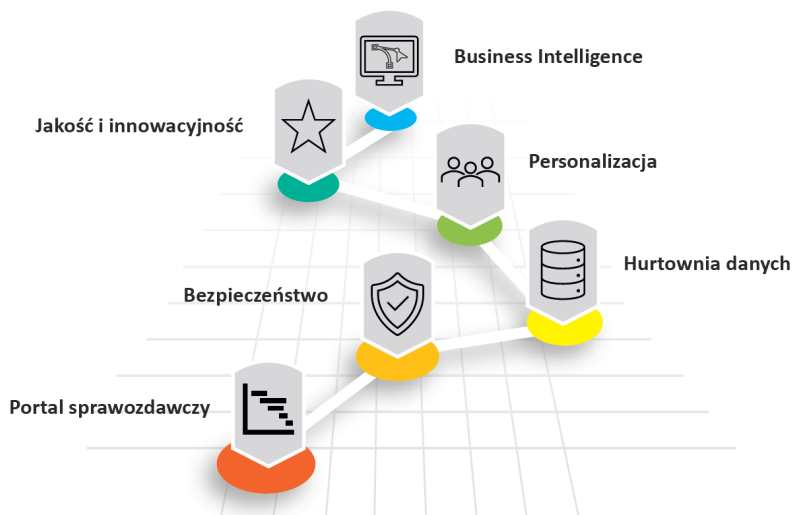 Business Intelligence
Jakość i innowacyjność
Personalizacja
Hurtownia danych
Bezpieczeństwo
Portal sprawozdawczy